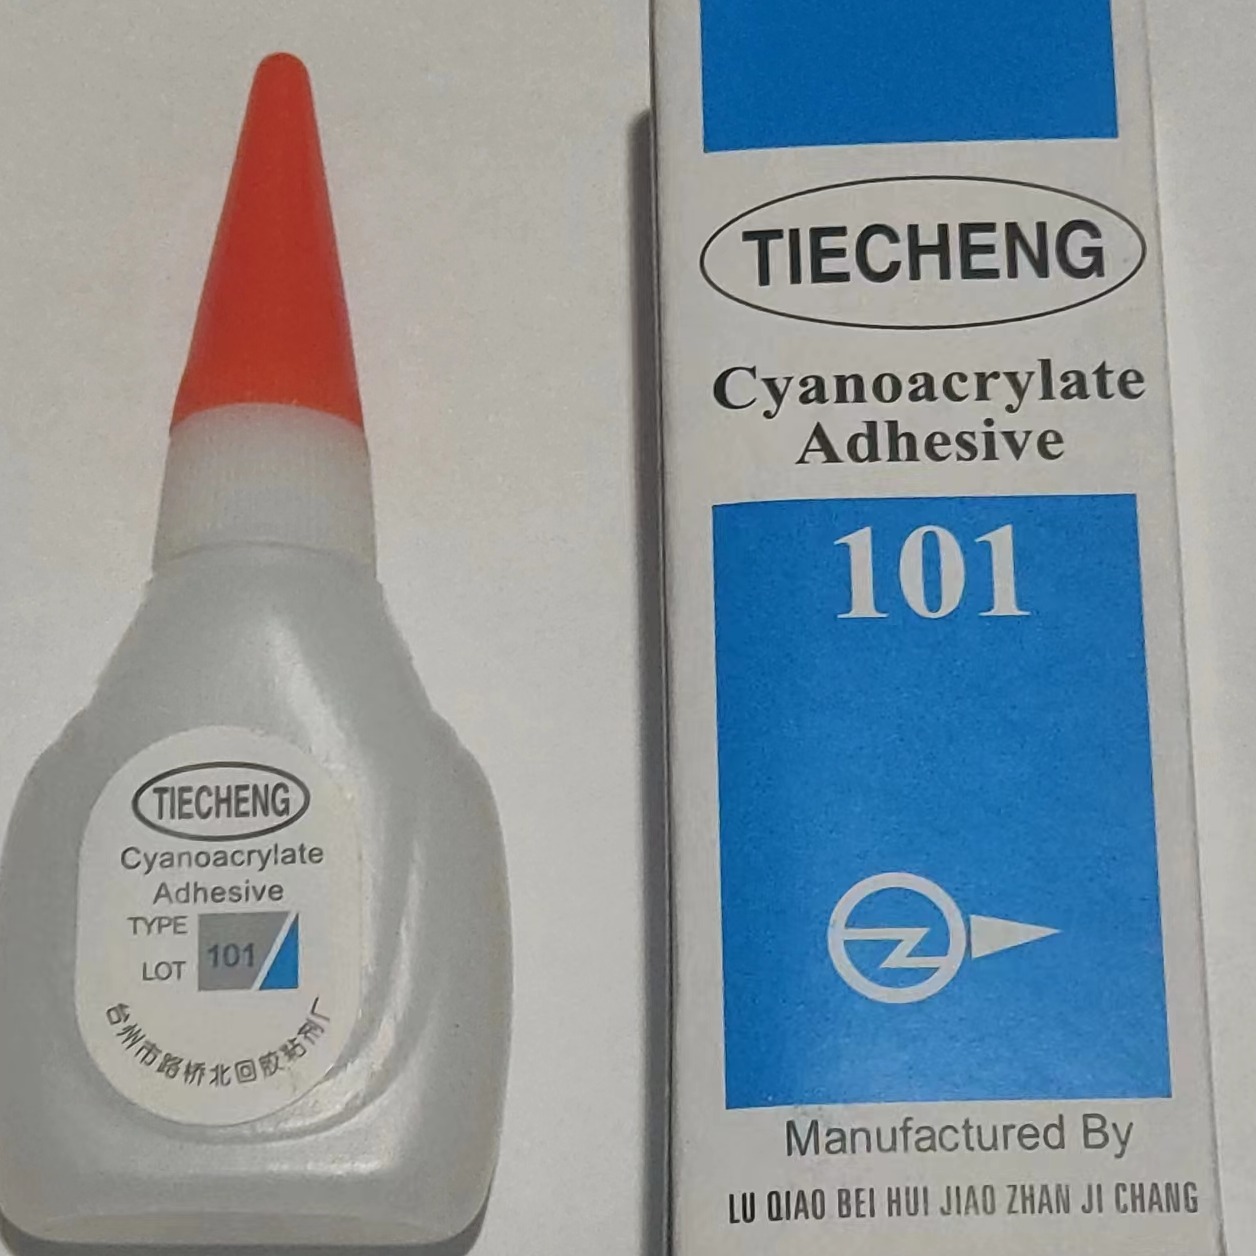 TIECHENG
Cyanoacrylate
Adhesive
TYPE
LOT
101
台州市路桥北回胶粘剂厂
TIECHENG
Cyanoacrylate
Adhesive
101
Manufactured By
LU QIAO BEI HUI JIAO ZHAN JI CHANG